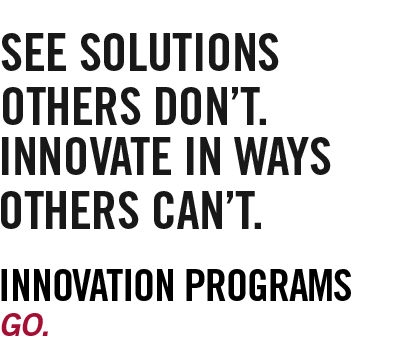 SEE SOLUTIONS
OTHERS DON'T.
INNOVATE IN WAYS
OTHERS CAN'T.
INNOVATION PROGRAMS
GO.